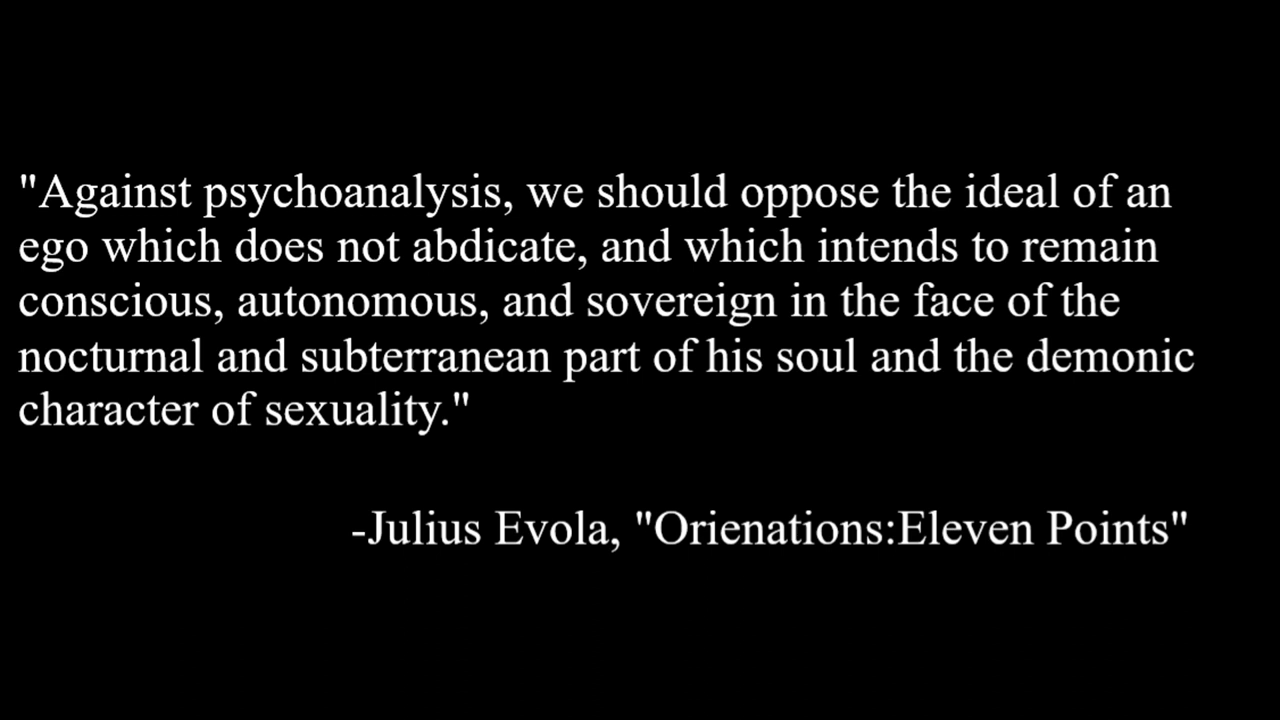 "Against psychoanalysis, we should oppose the ideal of an
ego which does not abdicate, and which intends to remain
conscious, autonomous, and sovereign in the face of the
nocturnal and subterranean part of his soul and the demonic
character of sexuality."
-Julius Evola, "Orienations:Eleven Points"